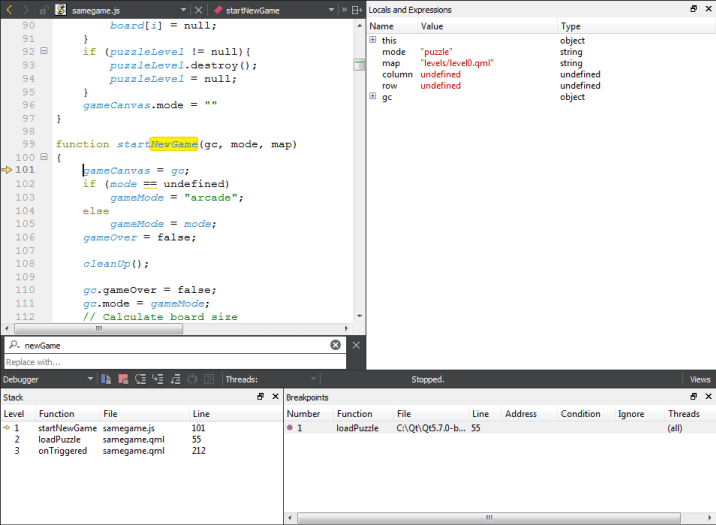 samegame.js startNewGame »
90 board[i] = null;
91 }
92 if (puzzleLevel != null){
93 puzzleLevel.destroy();
94 puzzleLevel = null;
95 }
96 gameCanvas.mode = ""
97 }
98
99 function startNewGame(gc, mode, map)
100 {
101 gameCanvas = gc;
102 if (mode == undefined)
103 gameMode = "arcade";
104 else
105 gameMode = mode;
106 gameOver = false;
107
108 cleanUp();
109
110 gc.gameOver = false;
111 gc.mode = gameMode;
112 // Calculate board size
newGame
Replace with...
Locals and Expressions
Name Value Type
this object
mode "puzzle" string
map "levels/level0.qml" string
column undefined undefined
row undefined undefined
gc object
Debugger Threads: Stopped. Views
Stack
Level Function File Line
1 startNewGame samegame.js 101
2 loadPuzzle samegame.qml 55
3 onTriggered samegame.qml 212
Breakpoints
Number Function File Line Address Condition Ignore Threads
1 loadPuzzle C:\Qt\Qt5.7.0-b... 55 (all)